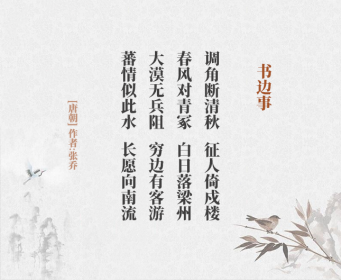 书边事
调角断清秋 征人倚戍楼
春风对青冢 白日落梁州
大漠无兵阻 穷边有客游
蕃情似此水 长愿向南流
[唐朝] 作者:张乔